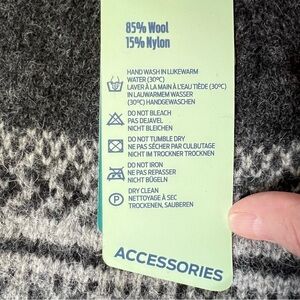 85% Wool
15% Nylon
HAND WASH IN LUKEWARM
WATER (30°C)
LAVER À LA MAIN À L'EAU TIÈDE (30°C)
IN LAUWARMEM WASSER
(30°C) HANDGEWASCHEN
DO NOT BLEACH
PAS DEJAVEL
NICHT BLEICHEN
DO NOT TUMBLE DRY
NE PAS SÉCHER PAR CULBUTAGE
NICHT IM TROCKNER TROCKNEN
DO NOT IRON
NE PAS REPASSER
NICHT BÜGELN
P
DRY CLEAN
NETTOYAGE À SEC
TROCKENEN, SAUBEREN
ACCESSORIES